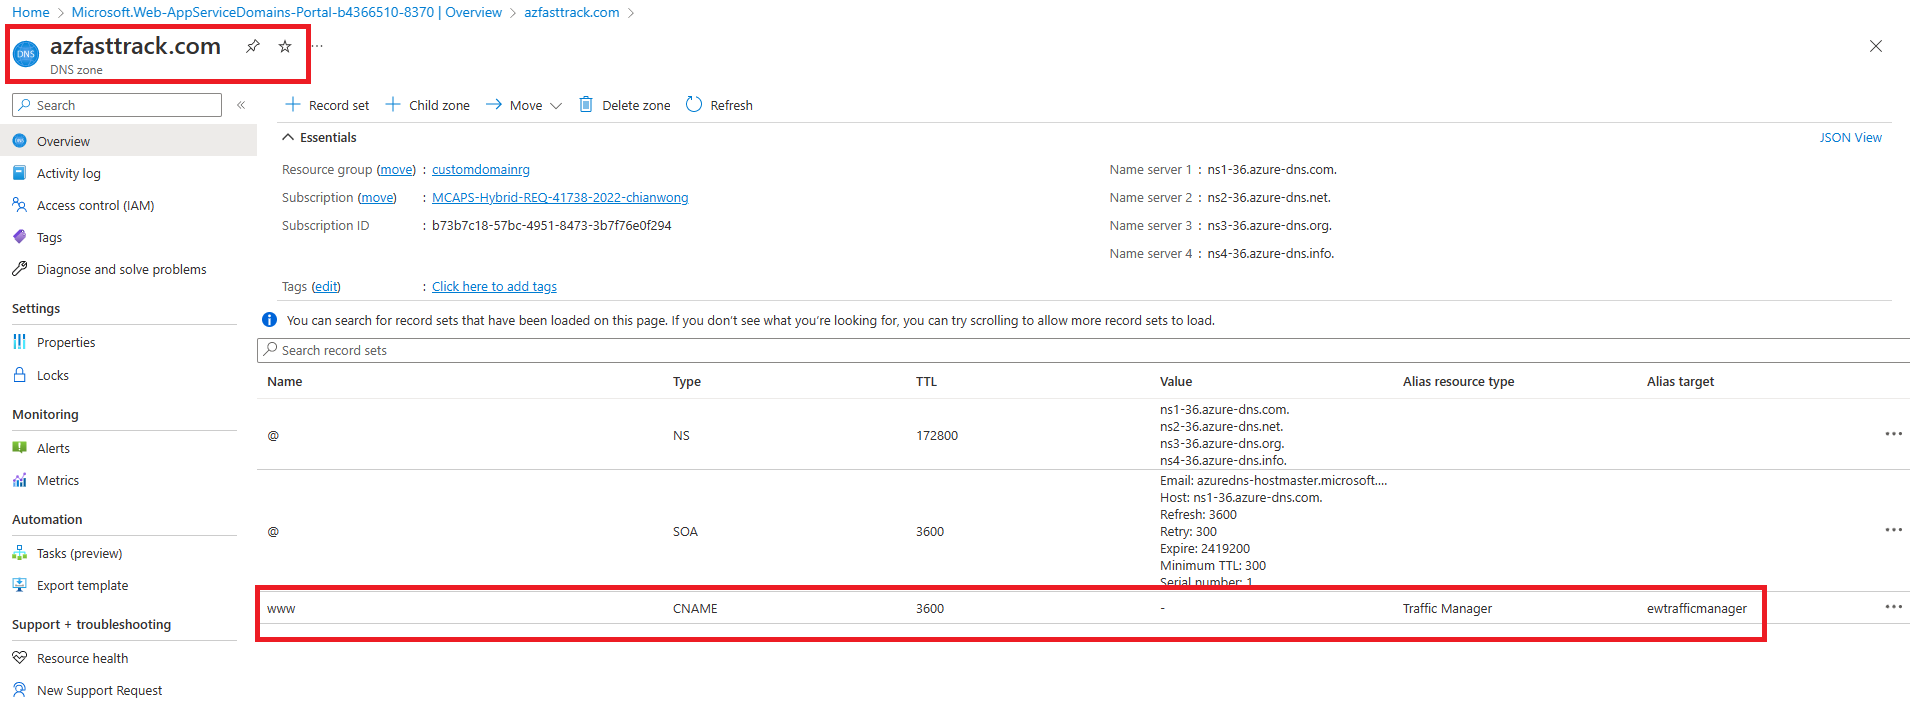 Home > Microsoft.Web-AppServiceDomains-Portal-b4366510-8370 | Overview > azfasttrack.com >
azfasttrack.com
DNS
DNS zone
Search
«
Record set
Child zone
Move
Delete zone
Refresh
Overview
Activity log
Access control (IAM)
Tags
Diagnose and solve problems
Settings
Properties
Locks
Monitoring
Alerts
Metrics
Automation
Tasks (preview)
Export template
Support + troubleshooting
Resource health
New Support Request
Essentials
JSON View
Resource group (move) : customdomainrg
Subscription (move) : MCAPS-Hybrid-REQ-41738-2022-chianwong
Subscription ID : b73b7c18-57bc-4951-8473-3b7f76e0f294
Name server 1 : ns1-36.azure-dns.com.
Name server 2 : ns2-36.azure-dns.net.
Name server 3 : ns3-36.azure-dns.org.
Name server 4 : ns4-36.azure-dns.info.
Tags (edit) : Click here to add tags
You can search for record sets that have been loaded on this page. If you don't see what you're looking for, you can try scrolling to allow more record sets to load.
Search record sets
Name Type TTL Value Alias resource type Alias target
@ NS 172800
ns1-36.azure-dns.com.
ns2-36.azure-dns.net.
ns3-36.azure-dns.org.
ns4-36.azure-dns.info.
@ SOA 3600
Email: azuredns-hostmaster.microsoft....
Host: ns1-36.azure-dns.com.
Refresh: 3600
Retry: 300
Expire: 2419200
Minimum TTL: 300
Serial number: 1
www CNAME 3600 - Traffic Manager ewtrafficmanager